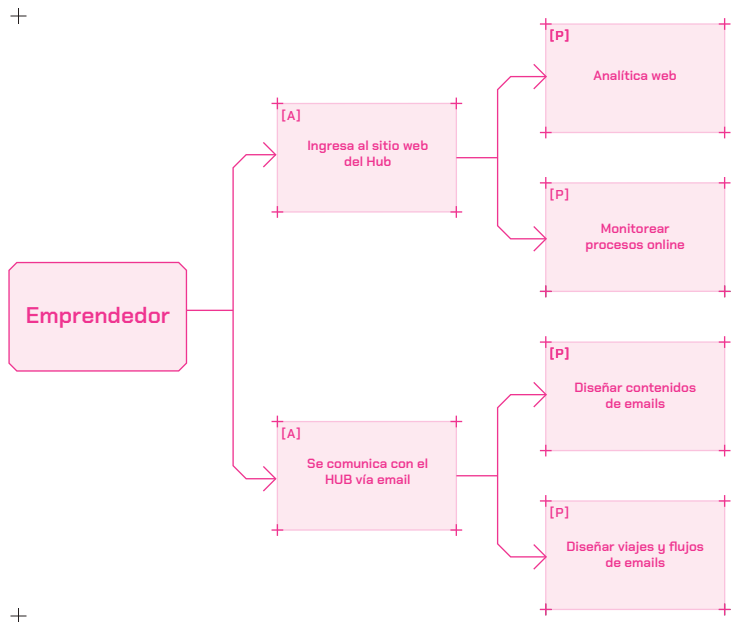 Emprendedor
[A]
Ingresa al sitio web
del Hub
[P]
Analítica web
[P]
Monitorear
procesos online
[A]
Se comunica con el
HUB vía email
[P]
Diseñar contenidos
de emails
[P]
Diseñar viajes y flujos
de emails